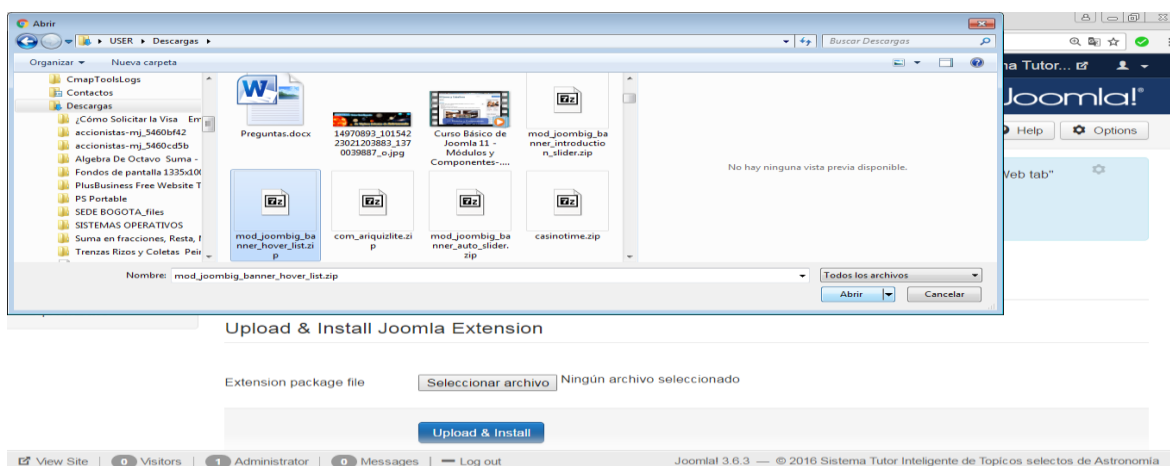 Abrir
USER ▸ Descargas ▸
Buscar Descargas
Organizar
Nueva carpeta
CmapToolsLogs
Contactos
Descargas
¿Cómo Solicitar la Visa Em
accionistas-mj_5460bf42
accionistas-mj_5460cd5b
Algebra De Octavo Suma -
Fondos de pantalla 1335x10
PlusBusiness Free Website T
PS Portable
SEDE BOGOTA_files
SISTEMAS OPERATIVOS
Suma en fracciones, Resta, 
Trenzas Rizos y Coletas Pei
Preguntas.docx
14970893_101542
23021203883_137
0039887_o.jpg
Curso Básico de
Joomla 11 -
Módulos y
Componentes-....
mod_joombig_ba
nner_introductio
n_slider.zip
mod_joombig_ba
nner_hover_list.zi
p
com_ariquizlite.zi
p
mod_joombig_ba
nner_auto_slider.
zip
casinotime.zip
No hay ninguna vista previa disponible.
Nombre: mod_joombig_banner_hover_list.zip
Todos los archivos
Abrir
Cancelar
na Tutor...
Joomla!
Help
Options
Web tab"
Upload & Install Joomla Extension
Extension package file
Seleccionar archivo Ningún archivo seleccionado
Upload & Install
View Site | 0 Visitors | 1 Administrator | 0 Messages | Log out
Joomla! 3.6.3 — © 2016 Sistema Tutor Inteligente de Topícos selectos de Astronomía